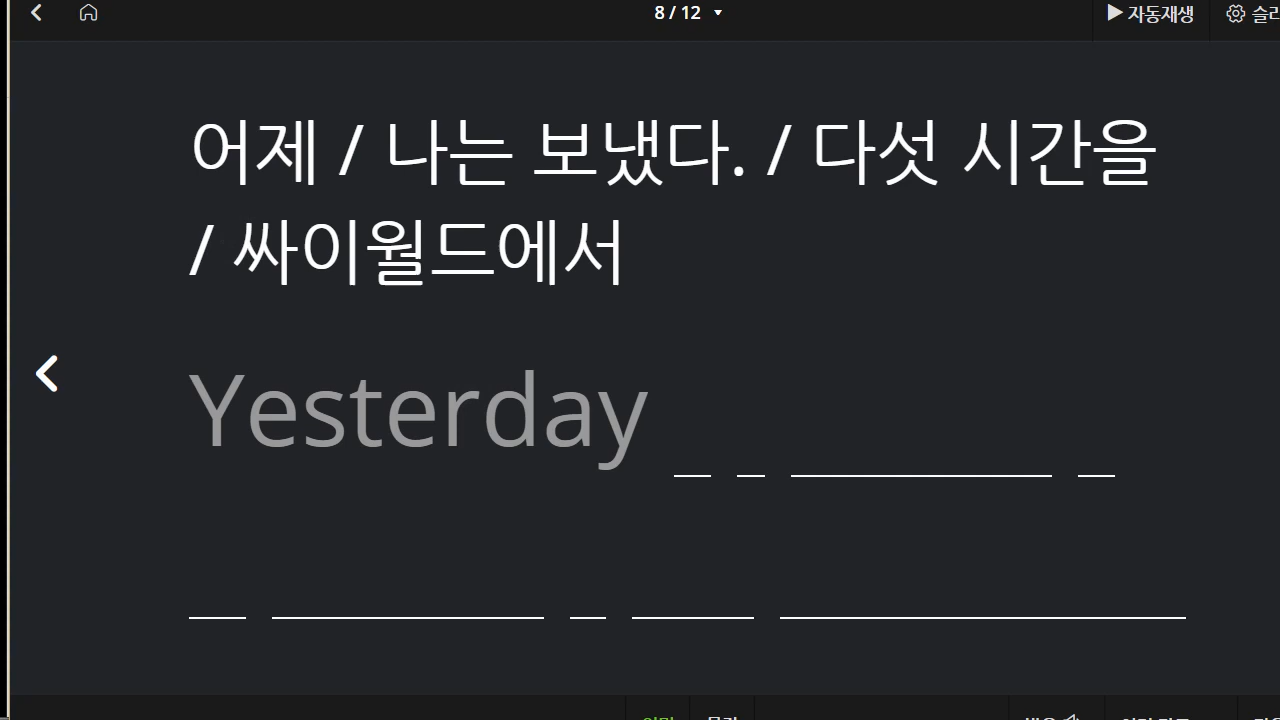 8 / 12
▶ 자동재생
어제 / 나는 보냈다. / 다섯 시간을
/ 싸이월드에서
Yesterday